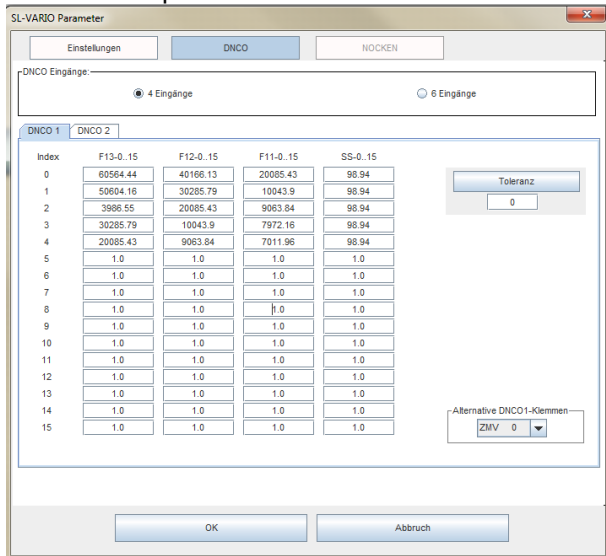 SL-VARIO Parameter
Einstellungen DNCO NOCKEN
DNCO Eingänge:
4 Eingänge 6 Eingänge
DNCO 1 DNCO 2
Index F13-0..15 F12-0..15 F11-0..15 SS-0..15
0 60564.44 40166.13 20085.43 98.94
Toleranz
1 50604.16 30285.79 10043.9 98.94
0
2 3986.55 20085.43 9063.84 98.94
3 30285.79 10043.9 7972.16 98.94
4 20085.43 9063.84 7011.96 98.94
5 1.0 1.0 1.0 1.0
6 1.0 1.0 1.0 1.0
7 1.0 1.0 1.0 1.0
8 1.0 1.0 1.0 1.0
9 1.0 1.0 1.0 1.0
10 1.0 1.0 1.0 1.0
11 1.0 1.0 1.0 1.0
12 1.0 1.0 1.0 1.0
13 1.0 1.0 1.0 1.0
14 1.0 1.0 1.0 1.0
Alternative DNCO1-Klemmen
15 1.0 1.0 1.0 1.0
ZMV 0
OK Abbruch